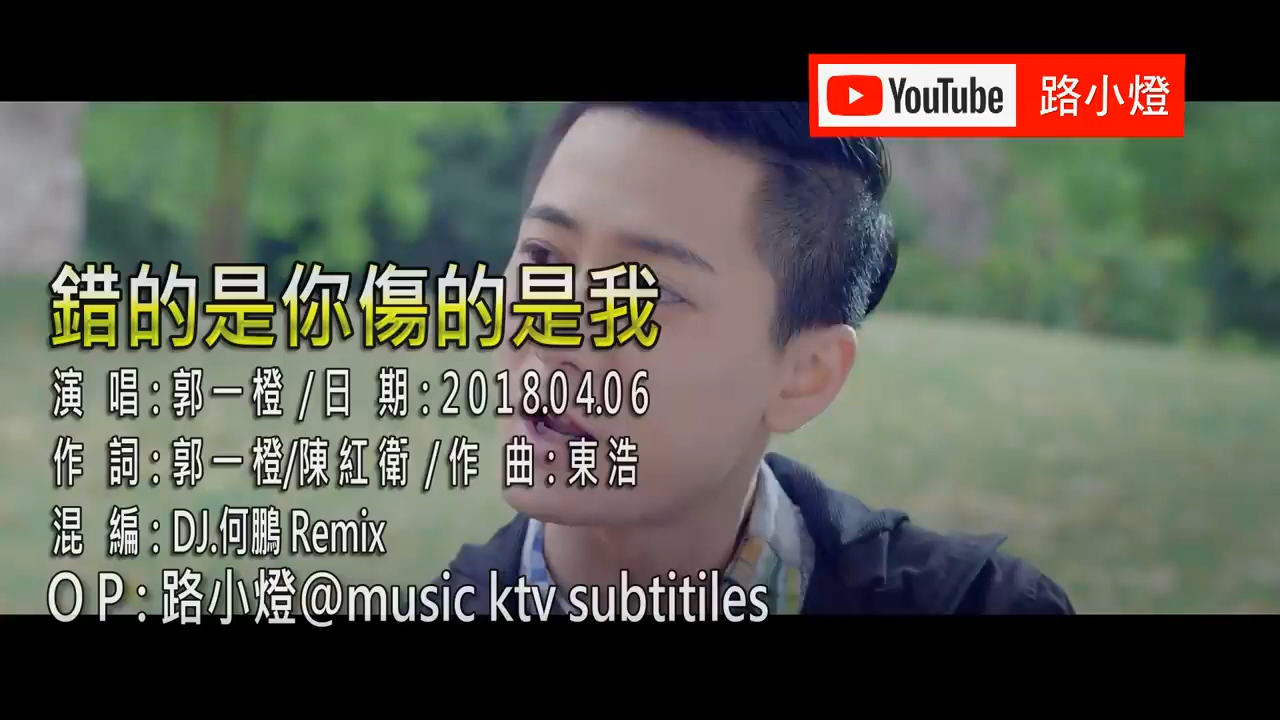 YouTube 路小燈
錯的是你傷的是我
演 唱:郭一橙 /日 期:2018.04.06
作 詞:郭一橙/陳紅衛 /作 曲:東浩
混 編:DJ.何鵬 Remix
O P:路小燈@music ktv subtitiles